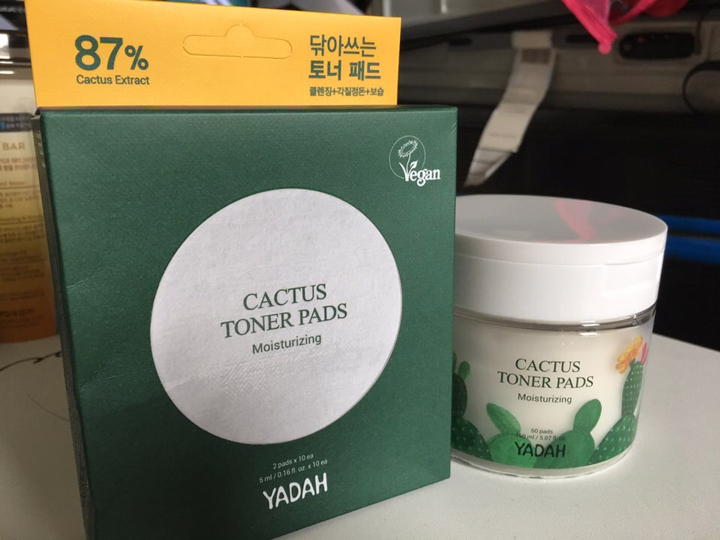 87%
Cactus Extract
닦아쓰는
토너 패드
클렌징+각질정돈+보습
Vegan
CACTUS
TONER PADS
Moisturizing
2 pads x 10 ea
5 ml / 0.16 fl. oz. x 10 ea
YADAH
CACTUS
TONER PADS
Moisturizing
60 pads
YADAH
BAR